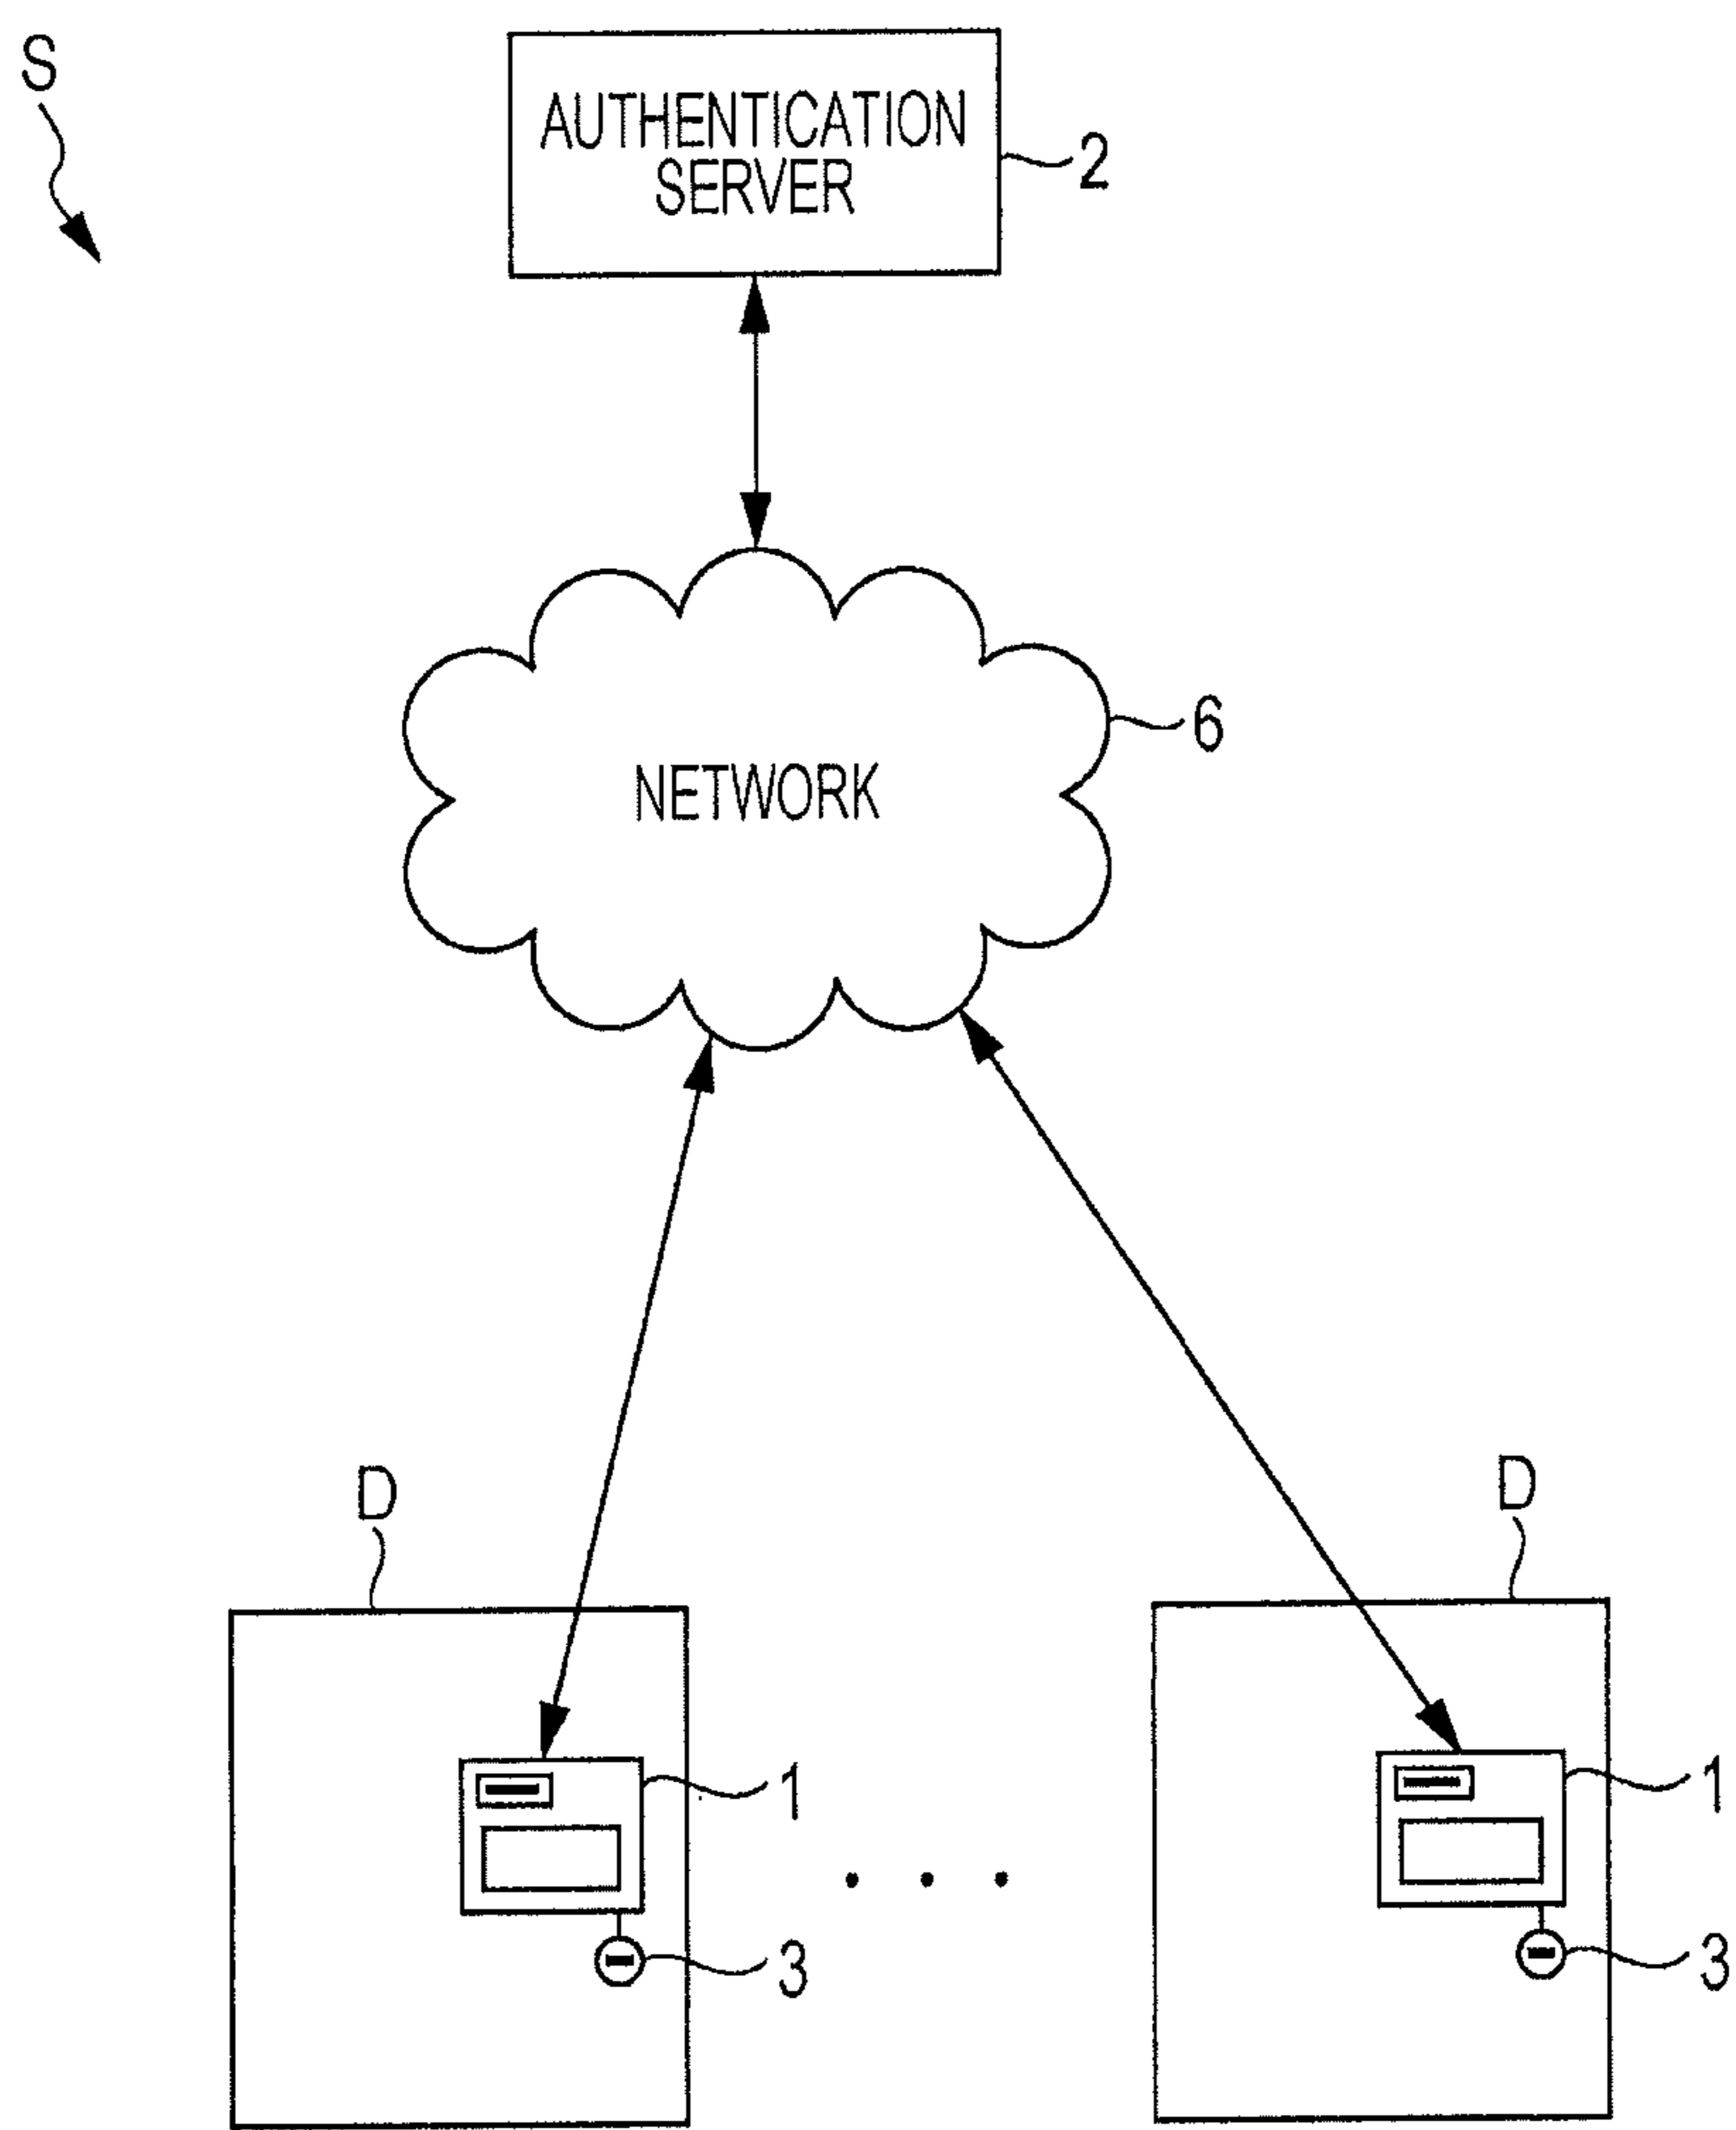 S
AUTHENTICATION
SERVER
2
6
NETWORK
D
D
1
1
3
3